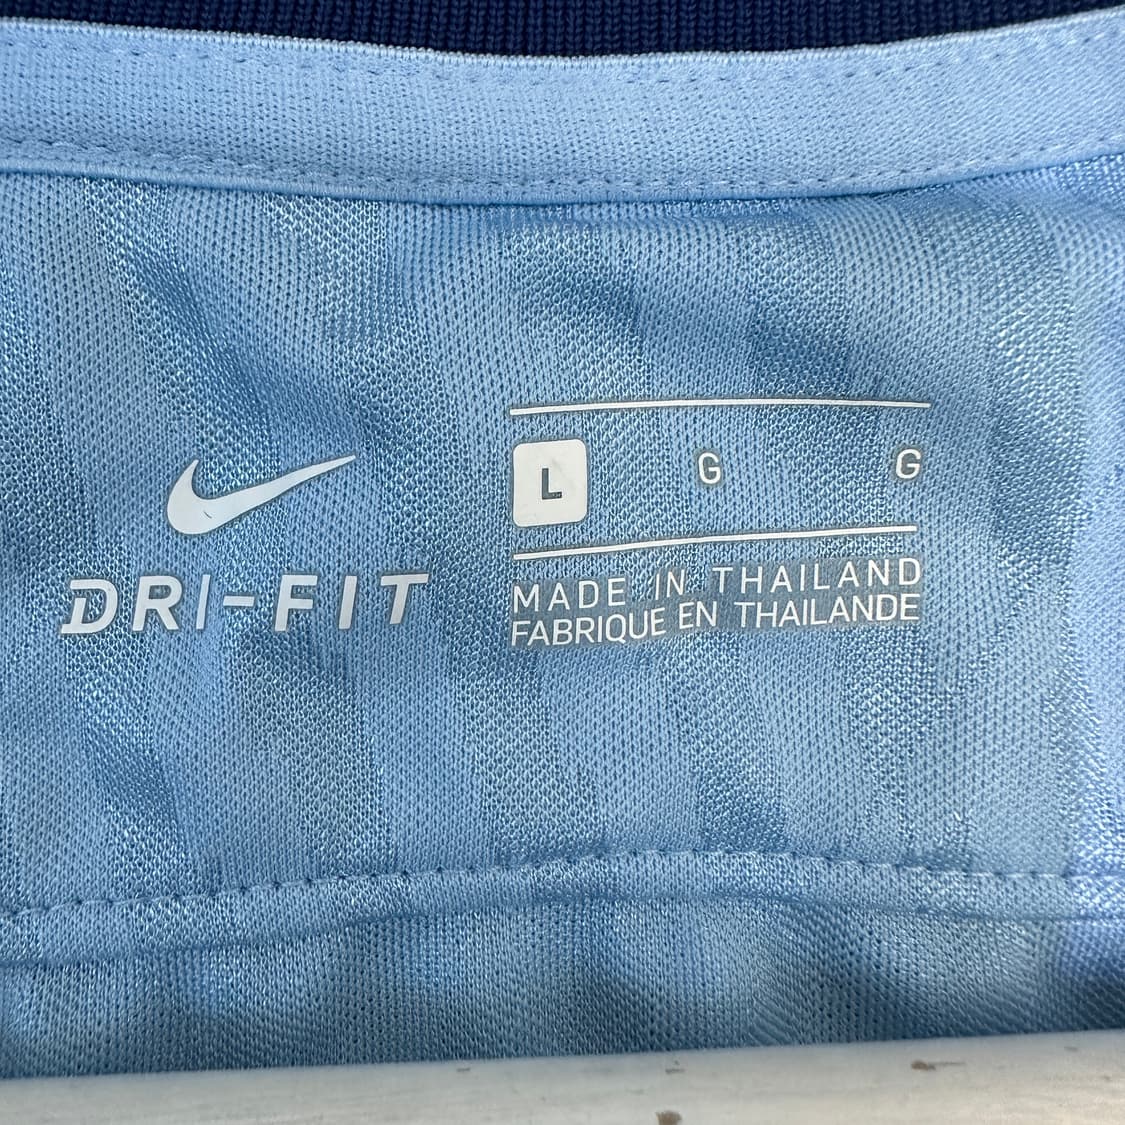 DRI-FIT
L G G
MADE IN THAILAND
FABRIQUE EN THAILANDE